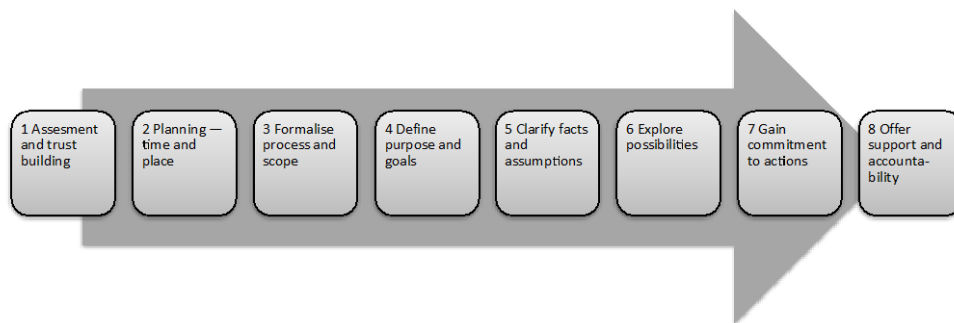 1 Assesment
and trust
building
2 Planning —
time and
place
3 Formalise
process and
scope
4 Define
purpose and
goals
5 Clarify facts
and
assumptions
6 Explore
possibilities
7 Gain
commitment
to actions
8 Offer
support and
accounta-
bility